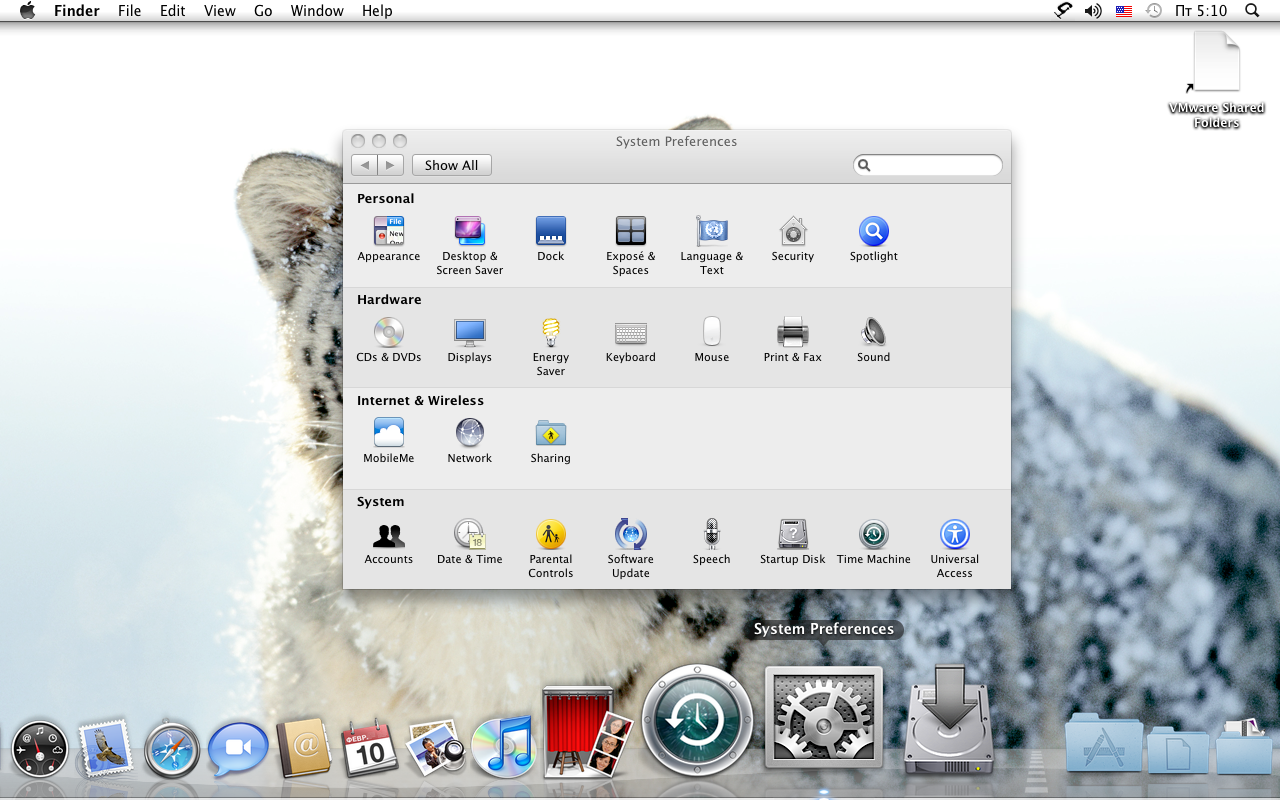 Finder File Edit View Go Window Help Пт 5:10
VMware Shared
Folders
System Preferences
Show All
Personal
File
New
Appearance
Desktop &
Screen Saver
Dock
Exposé &
Spaces
Language &
Text
Security
Spotlight
Hardware
CDs & DVDs
Displays
Energy
Saver
Keyboard
Mouse
Print & Fax
Sound
Internet & Wireless
MobileMe
Network
Sharing
System
18
?
Accounts
Date & Time
Parental
Controls
Software
Update
Speech
Startup Disk
Time Machine
Universal
Access
System Preferences
@
ФЕВР.
10